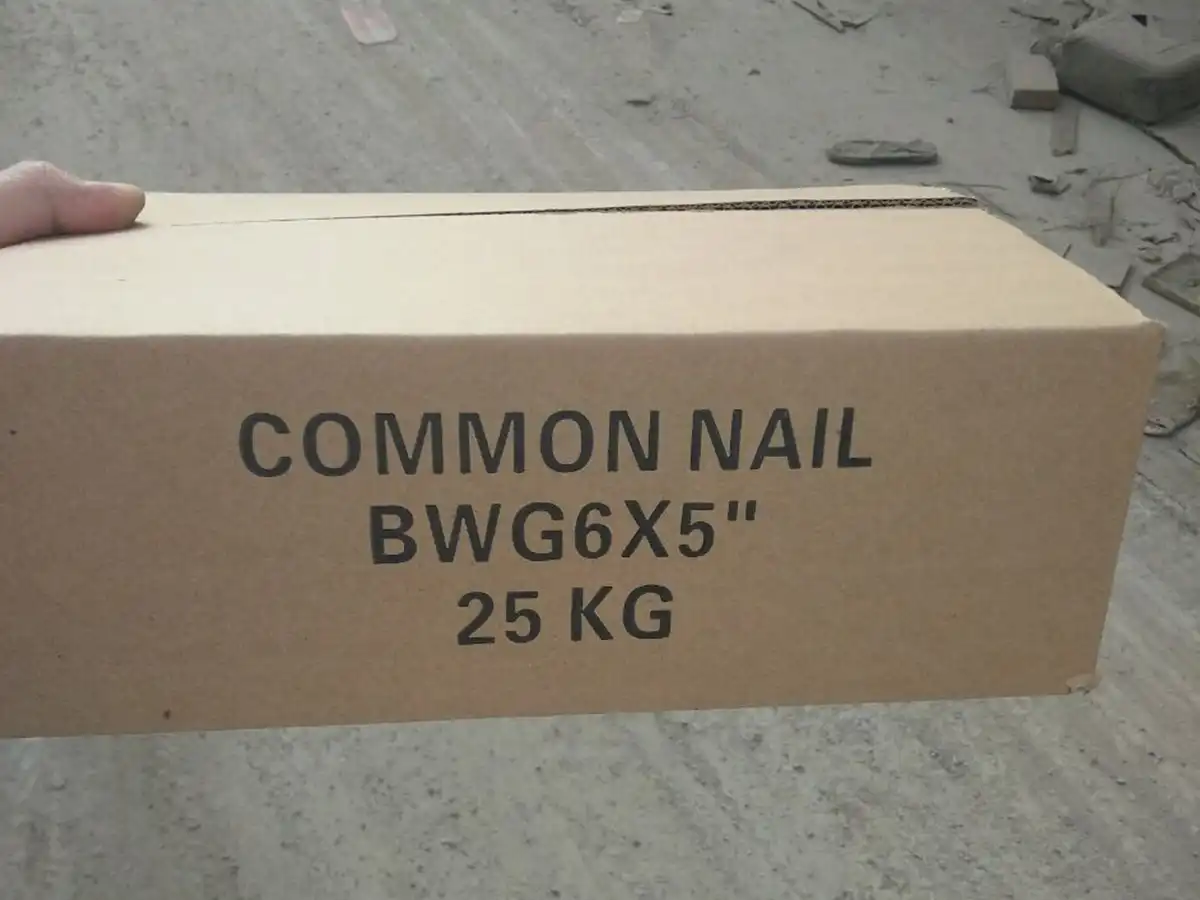 COMMON NAIL
BWG6X5"
25 KG